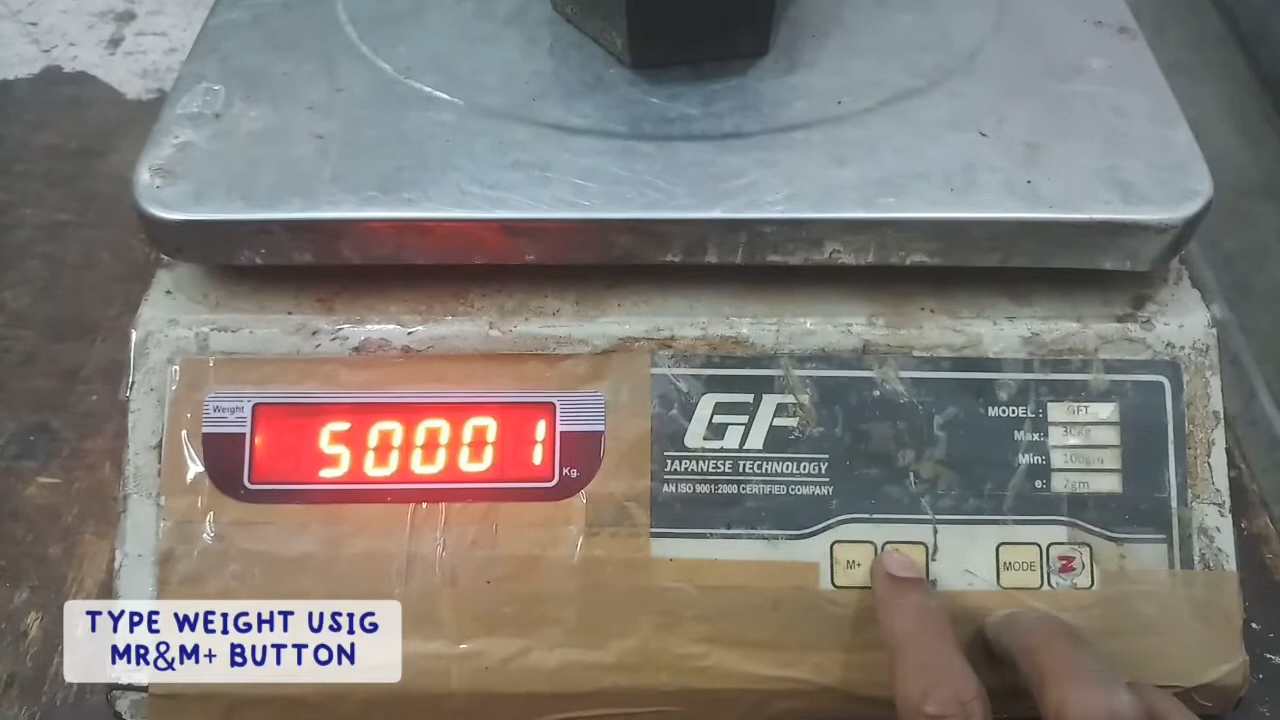 Weight
50001
Kg.
GF
JAPANESE TECHNOLOGY
AN ISO 9001:2000 CERTIFIED COMPANY
MODEL : GFT
Max: 30Kg
Min: 100gm
e: 2gm
M+
MODE
Z
TYPE WEIGHT USIG
MR&M+ BUTTON